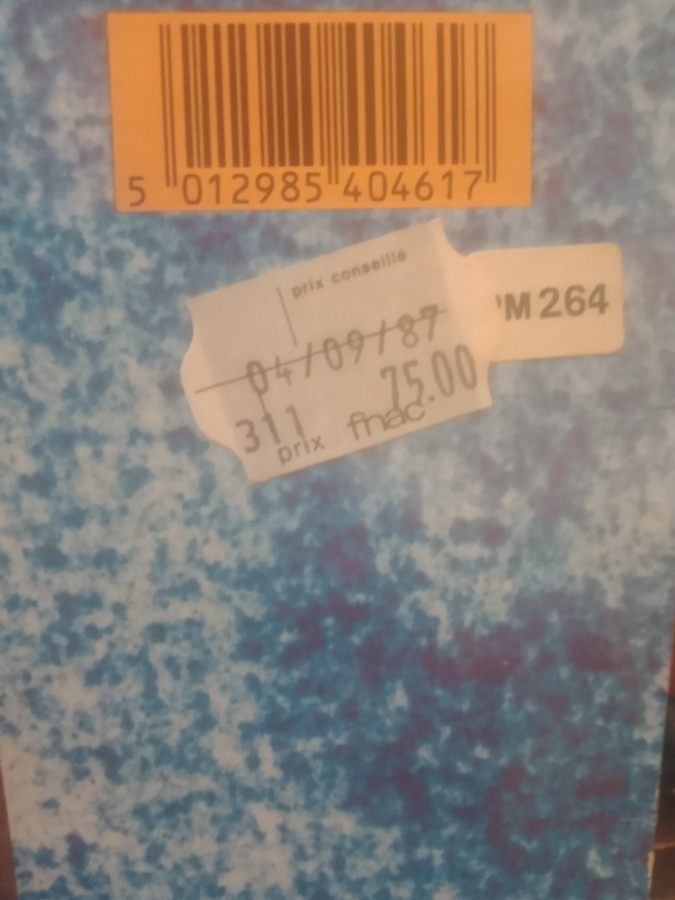 5 012985 404617
prix conseillé
PM 264
04/09/87
311 75.00
prix fnac